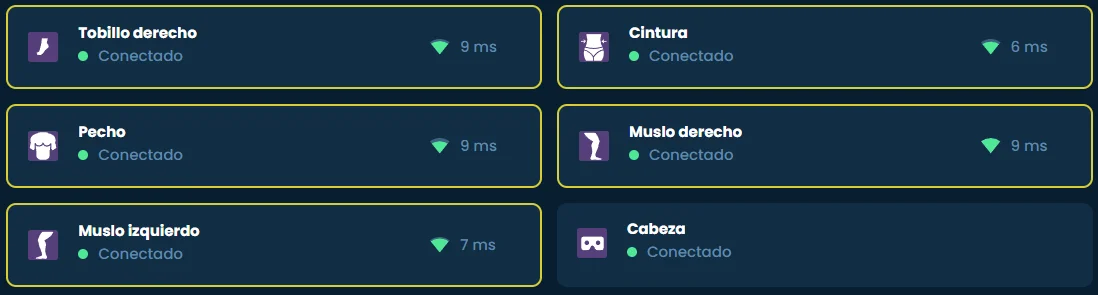 Tobillo derecho
Conectado
9 ms
Cintura
Conectado
6 ms
Pecho
Conectado
9 ms
Muslo derecho
Conectado
9 ms
Muslo izquierdo
Conectado
7 ms
Cabeza
Conectado